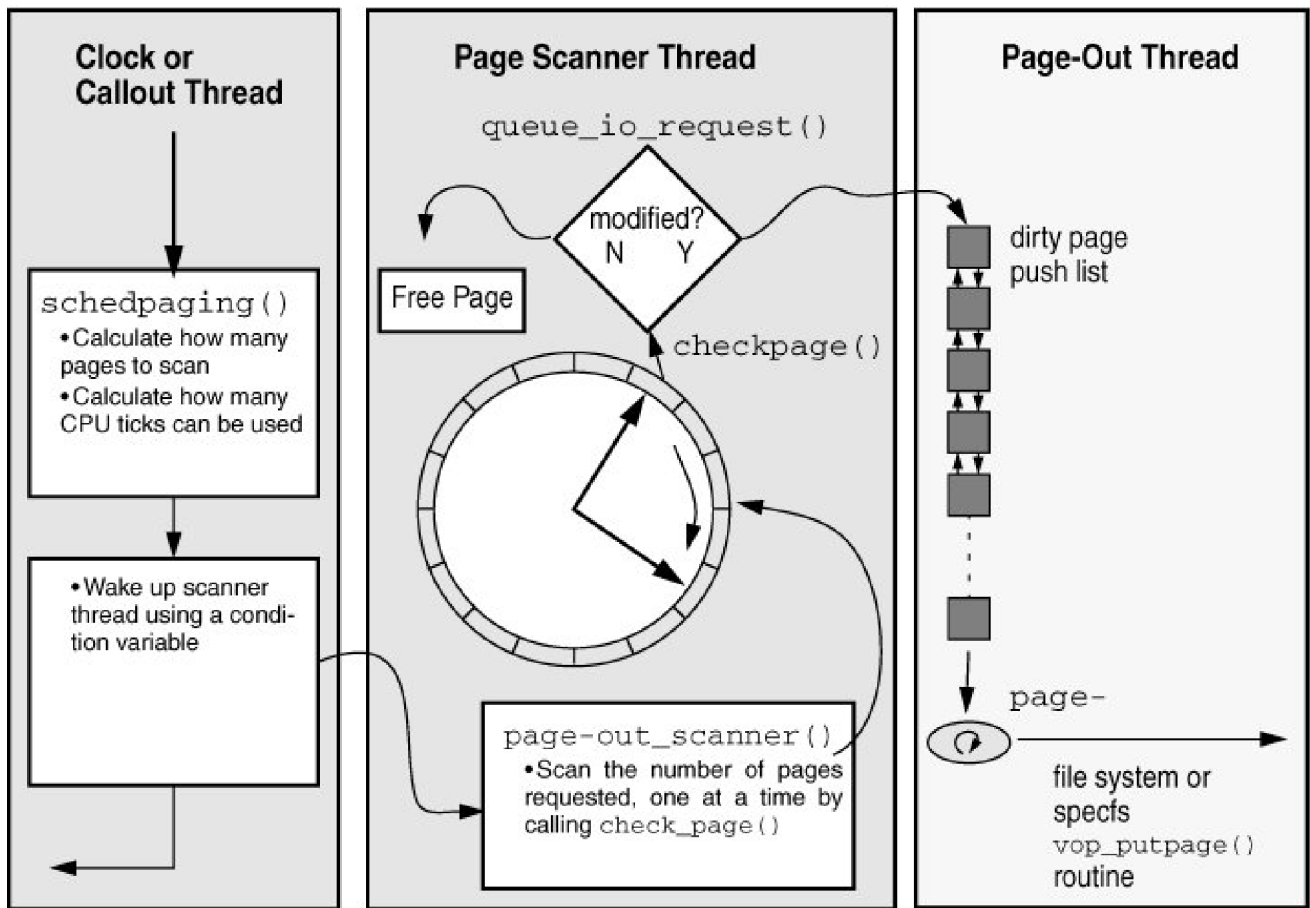 Clock or
Callout Thread
schedpaging()
•Calculate how many
pages to scan
•Calculate how many
CPU ticks can be used
•Wake up scanner
thread using a condi-
tion variable
Page Scanner Thread
queue_io_request()
modified?
N Y
Free Page
checkpage()
page-out_scanner()
•Scan the number of pages
requested, one at a time by
calling check_page()
Page-Out Thread
dirty page
push list
page-
file system or
specfs
vop_putpage()
routine